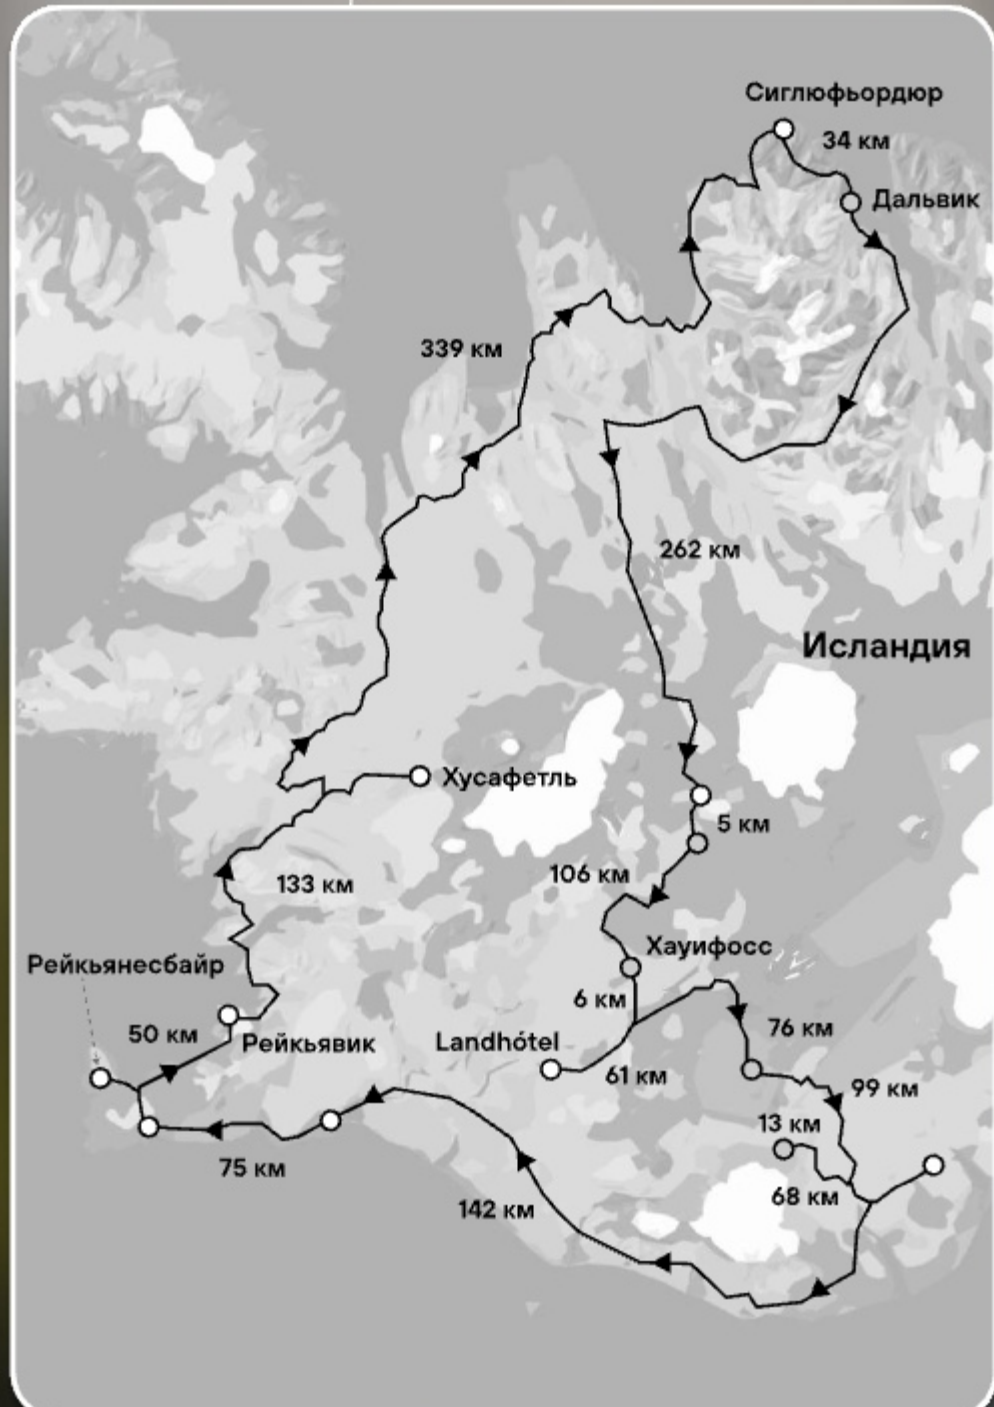 Сиглюфьордюр
34 км
Дальвик
339 км
262 км
Исландия
Хусафетль
5 км
106 км
133 км
Хауифосс
Рейкьянесбайр
6 км
76 км
50 км
Рейкьявик
Landhótel
61 км
99 км
13 км
75 км
68 км
142 км